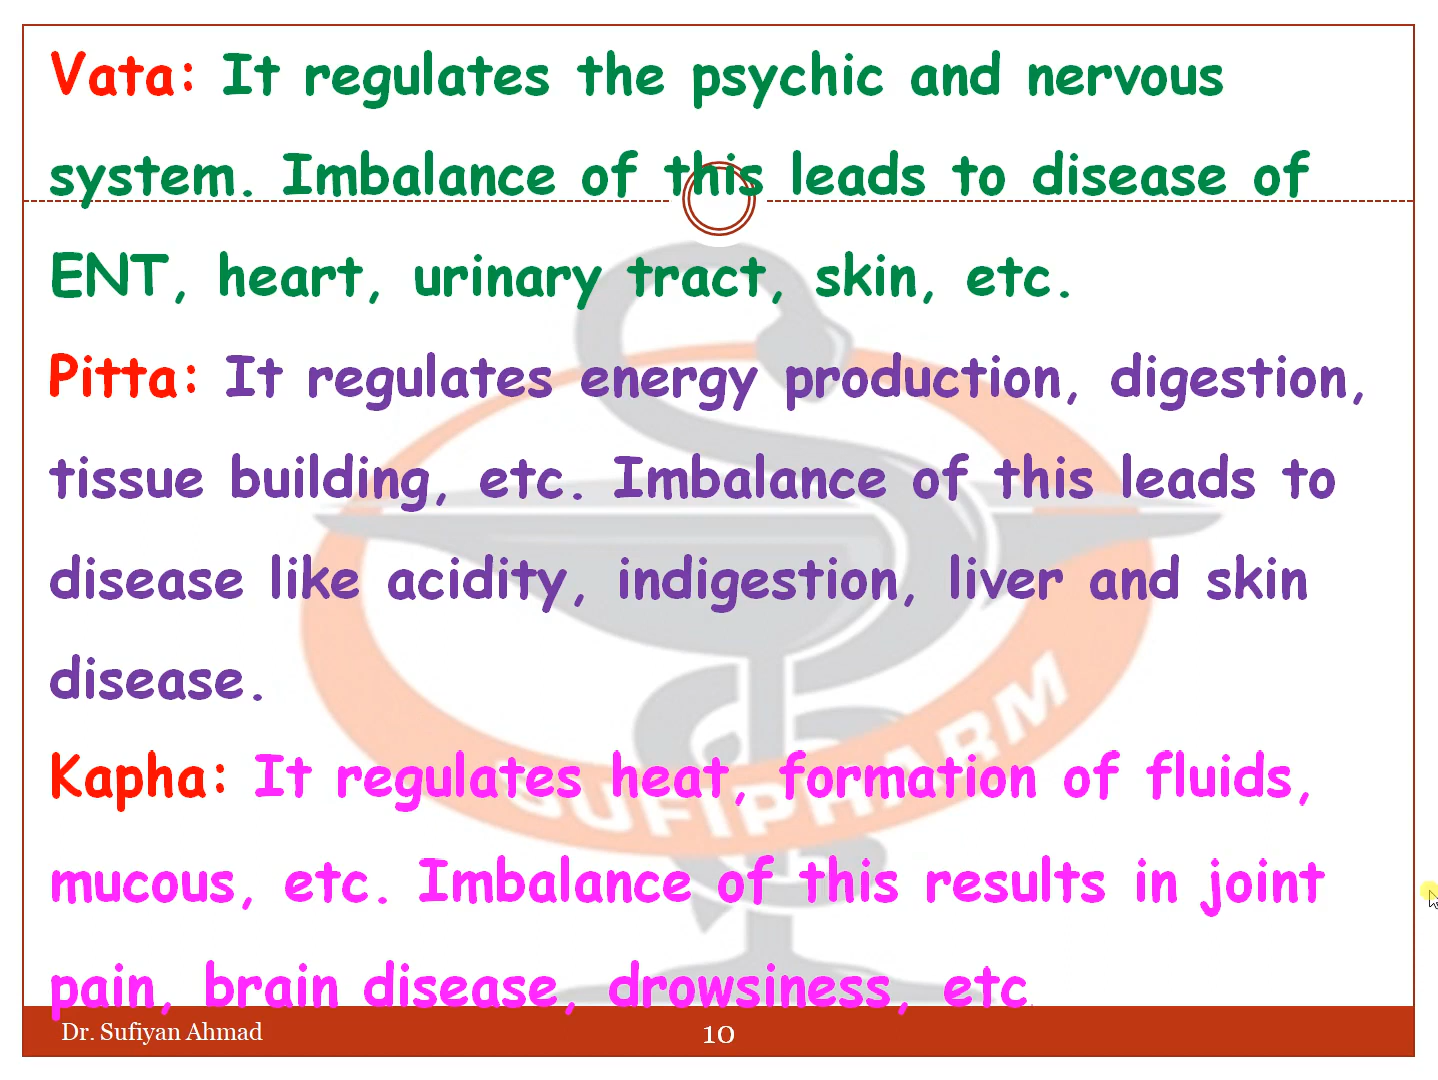 Vata: It regulates the psychic and nervous
system. Imbalance of this leads to disease of
ENT, heart, urinary tract, skin, etc.
Pitta: It regulates energy production, digestion,
tissue building, etc. Imbalance of this leads to
disease like acidity, indigestion, liver and skin
disease.
Kapha: It regulates heat, formation of fluids,
mucous, etc. Imbalance of this results in joint
pain, brain disease, drowsiness, etc.
SUFIPHARM
Dr. Sufiyan Ahmad
10